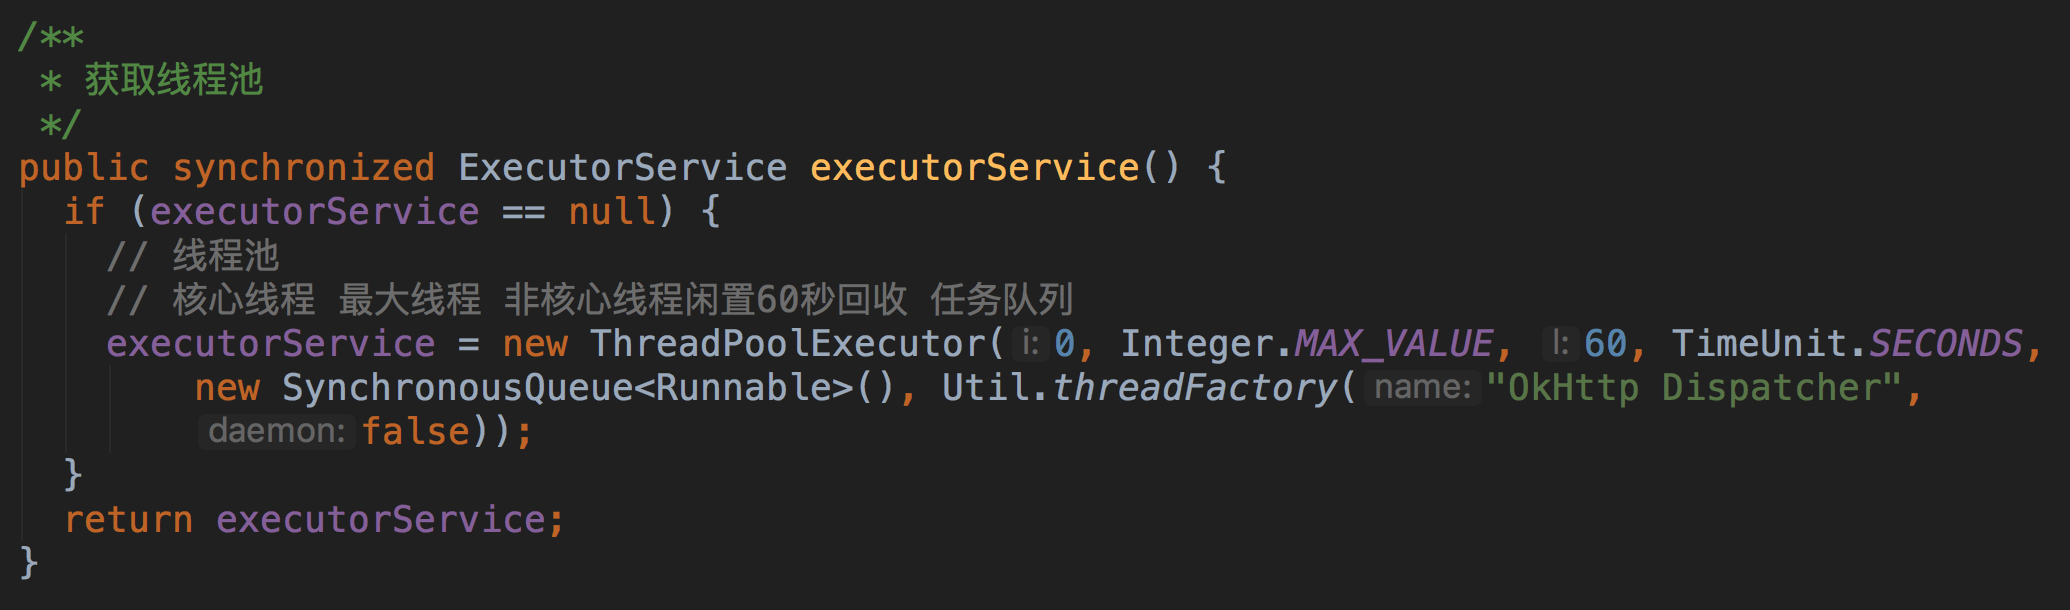 /**
 * 获取线程池
 */
public synchronized ExecutorService executorService() {
  if (executorService == null) {
    // 线程池
    // 核心线程 最大线程 非核心线程闲置60秒回收 任务队列
    executorService = new ThreadPoolExecutor(i: 0, Integer.MAX_VALUE, l: 60, TimeUnit.SECONDS,
        new SynchronousQueue<Runnable>(), Util.threadFactory(name: "OkHttp Dispatcher",
        daemon: false));
  }
  return executorService;
}